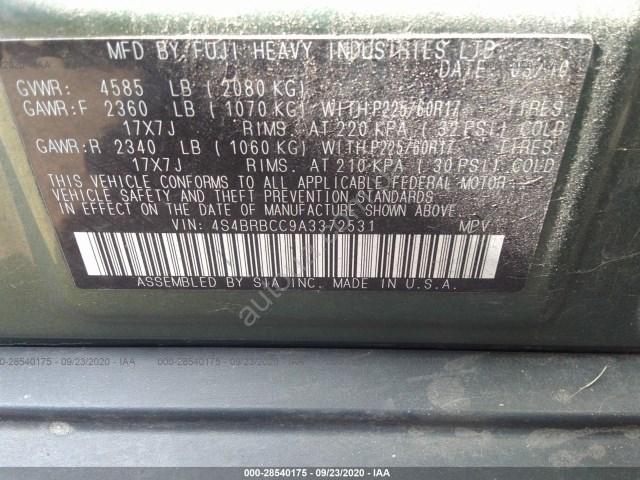 MFD BY FUJI HEAVY INDUSTRIES LTD.
DATE 03/10
GVWR: 4585 LB ( 2080 KG)
GAWR:F 2360 LB ( 1070 KG) WITH P225/60R17 TIRES
17X7J RIMS. AT 220 KPA ( 32 PSI) COLD
GAWR:R 2340 LB ( 1060 KG) WITH P225/60R17 TIRES
17X7J RIMS. AT 210 KPA ( 30 PSI) COLD
THIS VEHICLE CONFORMS TO ALL APPLICABLE FEDERAL MOTOR
VEHICLE SAFETY AND THEFT PREVENTION STANDARDS
IN EFFECT ON THE DATE OF MANUFACTURE SHOWN ABOVE.
VIN: 4S4BRBCC9A3372531 MPV
ASSEMBLED BY SIA INC. MADE IN U.S.A.
000-28540175 - 09/23/2020 - IAA
000-28540175 - 09/23/2020 - IAA